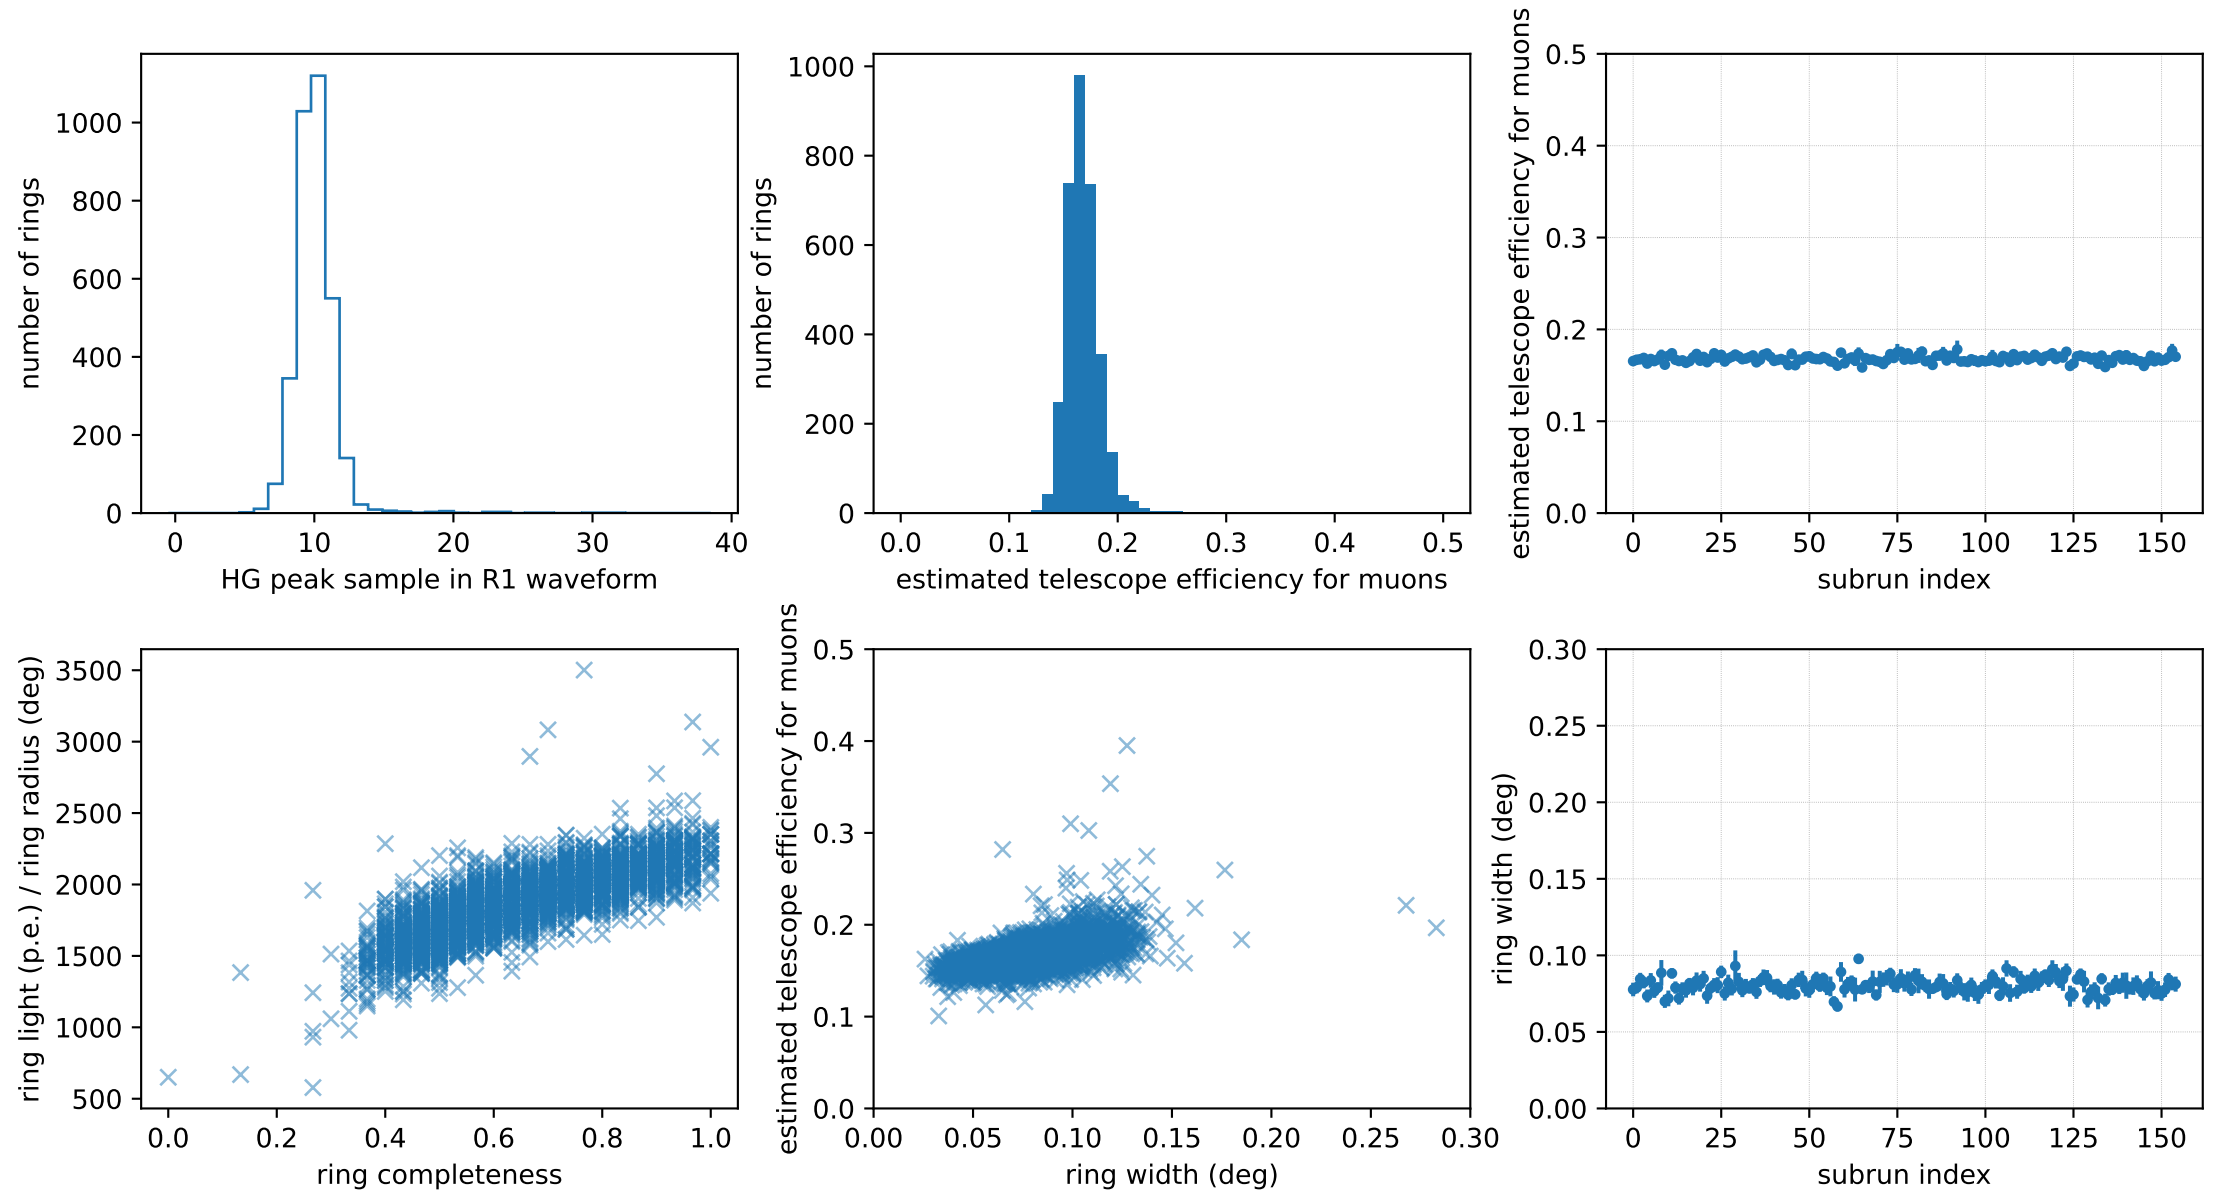 number of rings
1000
800
600
400
200
0
0 10 20 30 40
HG peak sample in R1 waveform
number of rings
1000
800
600
400
200
0
0.0 0.1 0.2 0.3 0.4 0.5
estimated telescope efficiency for muons
estimated telescope efficiency for muons
0.5
0.4
0.3
0.2
0.1
0.0
0 25 50 75 100 125 150
subrun index
ring light (p.e.) / ring radius (deg)
3500
3000
2500
2000
1500
1000
500
0.0 0.2 0.4 0.6 0.8 1.0
ring completeness
estimated telescope efficiency for muons
0.5
0.4
0.3
0.2
0.1
0.0
0.00 0.05 0.10 0.15 0.20 0.25 0.30
ring width (deg)
ring width (deg)
0.30
0.25
0.20
0.15
0.10
0.05
0.00
0 25 50 75 100 125 150
subrun index